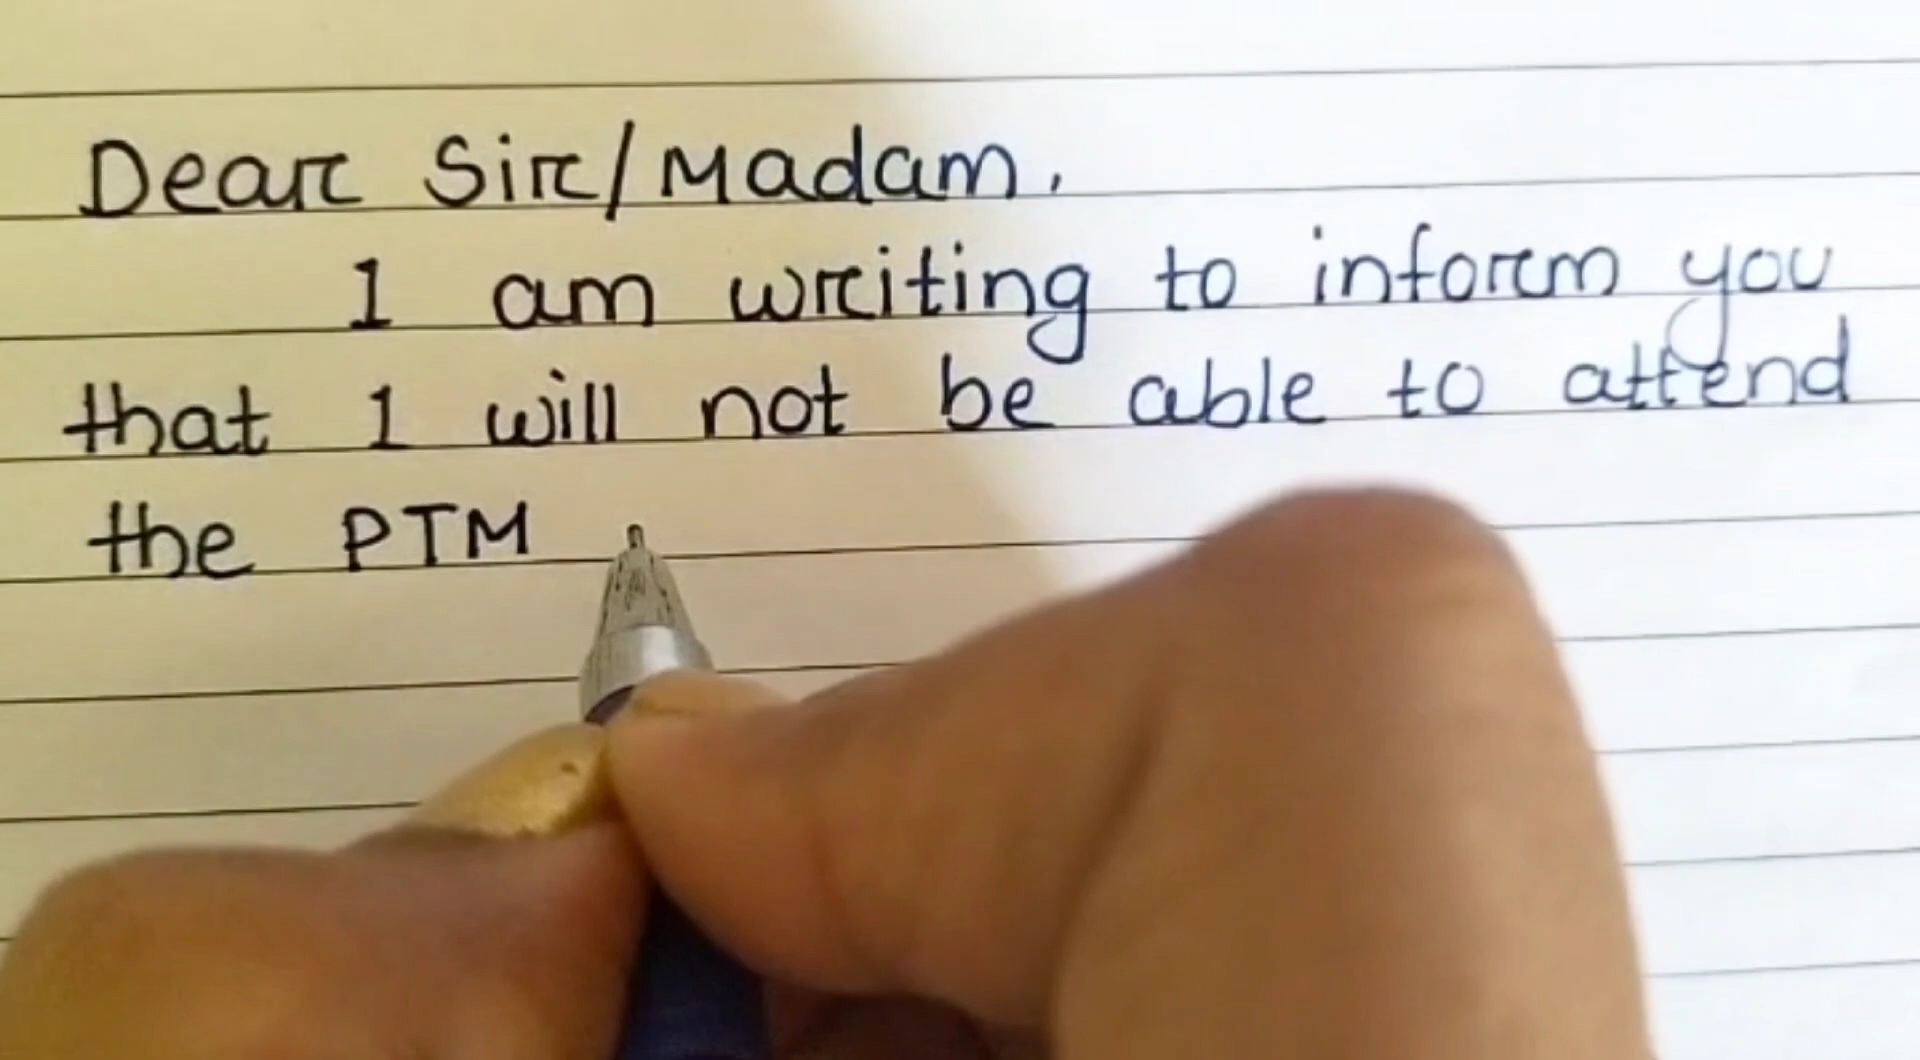 Dear Sir/Madam,
I am writing to inform you
that I will not be able to attend
the PTM